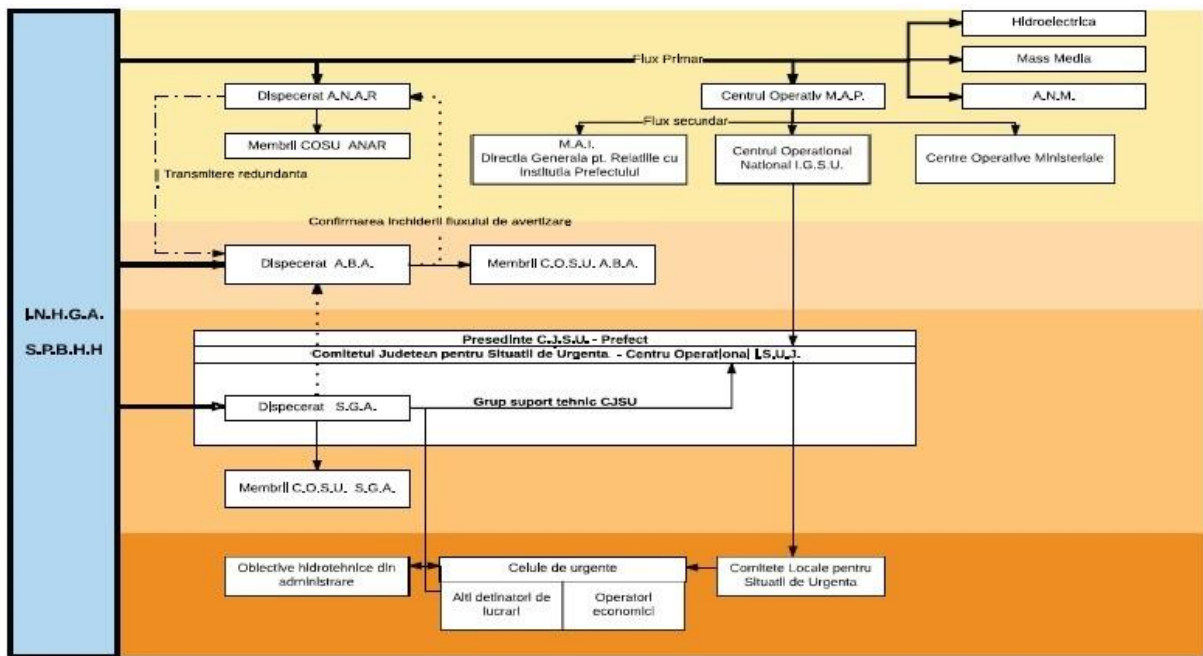 Hidroelectrica
Flux Primar
Mass Media
Dispecerat A.N.A.R
Centrul Operativ M.A.P.
A.N.M.
Flux secundar
Membrii COSU ANAR
M.A.I.
Directia Generala pt. Relatiile cu
Institutia Prefectului
Centrul Operational
National I.G.S.U.
Centre Operative Ministeriale
Transmitere redundanta
Confirmarea inchiderii fluxului de avertizare
Dispecerat A.B.A.
Membrii C.O.S.U. A.B.A.
I.N.H.G.A.
S.P.B.H.H
Presedinte C.J.S.U. - Prefect
Comitetul Judetean pentru Situatii de Urgenta - Centru Operational I.S.U.J.
Dispecerat S.G.A.
Grup suport tehnic CJSU
Membrii C.O.S.U. S.G.A.
Obiective hidrotehnice din
administrare
Celule de urgente
Comitete Locale pentru
Situatii de Urgenta
Alti detinatori de
lucrari
Operatori
economici